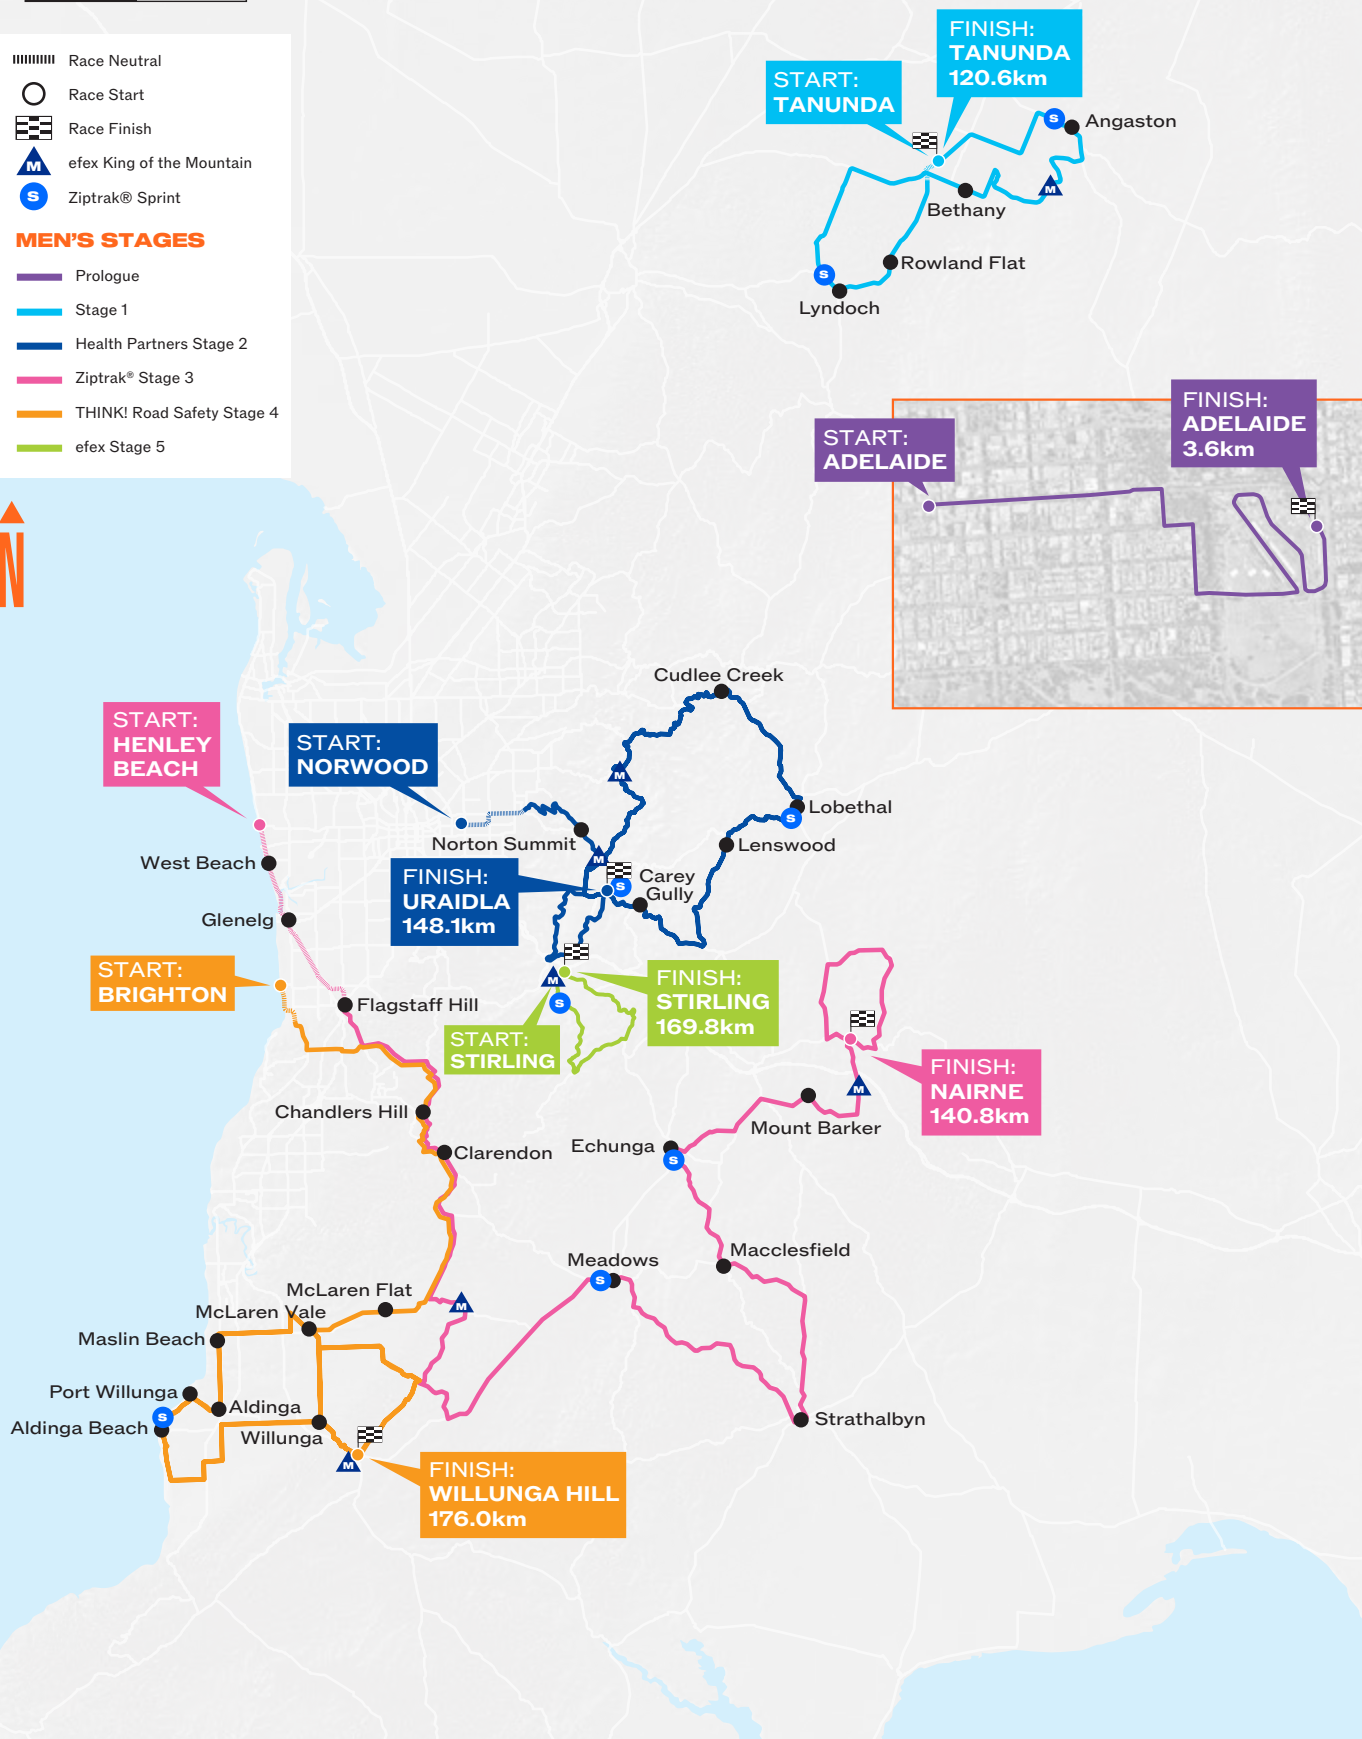 Race Neutral
Race Start
Race Finish
M
efex King of the Mountain
S
Ziptrak® Sprint
MEN'S STAGES
Prologue
Stage 1
Health Partners Stage 2
Ziptrak® Stage 3
THINK! Road Safety Stage 4
efex Stage 5
N
START:
TANUNDA
FINISH:
TANUNDA
120.6km
S
Angaston
M
Bethany
Rowland Flat
S
Lyndoch
START:
ADELAIDE
FINISH:
ADELAIDE
3.6km
Cudlee Creek
START:
HENLEY
BEACH
START:
NORWOOD
M
Lobethal
S
Norton Summit
Lenswood
M
West Beach
FINISH:
URAIDLA
148.1km
S
Carey
Gully
Glenelg
START:
BRIGHTON
M
S
FINISH:
STIRLING
169.8km
START:
STIRLING
Flagstaff Hill
FINISH:
NAIRNE
140.8km
M
Chandlers Hill
Mount Barker
Clarendon
Echunga
S
Macclesfield
Meadows
S
McLaren Flat
M
McLaren Vale
Maslin Beach
Port Willunga
Aldinga
S
Aldinga Beach
Willunga
Strathalbyn
M
FINISH:
WILLUNGA HILL
176.0km